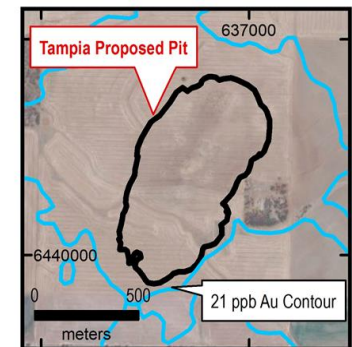 637000
Tampia Proposed Pit
6440000
0 500
21 ppb Au Contour
meters